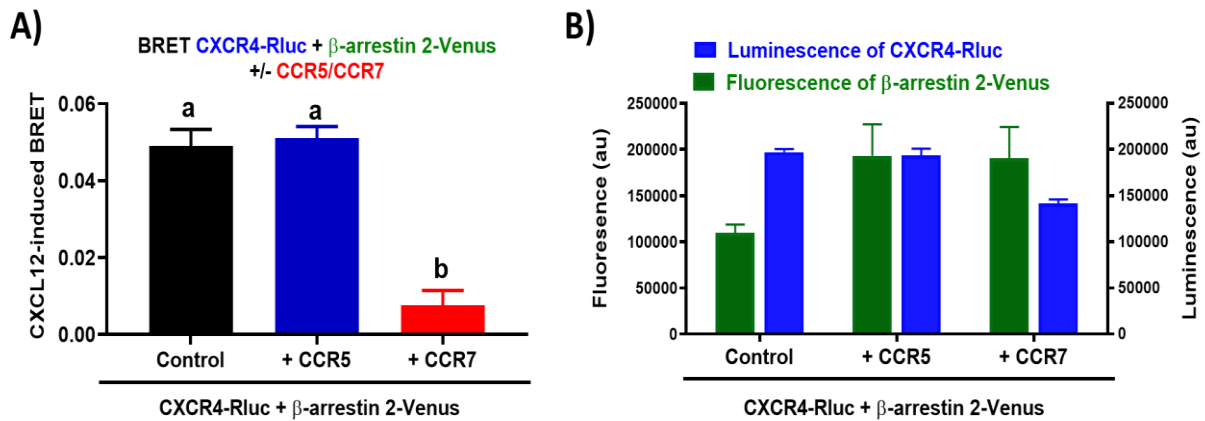 A)
BRET CXCR4-Rluc + β-arrestin 2-Venus
+/- CCR5/CCR7
CXCL12-induced BRET
0.06
0.04
0.02
0.00
a
a
b
Control
+ CCR5
+ CCR7
CXCR4-Rluc + β-arrestin 2-Venus
B)
Luminescence of CXCR4-Rluc
Fluorescence of β-arrestin 2-Venus
Fluoresence (au)
250000
200000
150000
100000
50000
0
250000
200000
150000
100000
50000
0
Luminescence (au)
Control
+ CCR5
+ CCR7
CXCR4-Rluc + β-arrestin 2-Venus